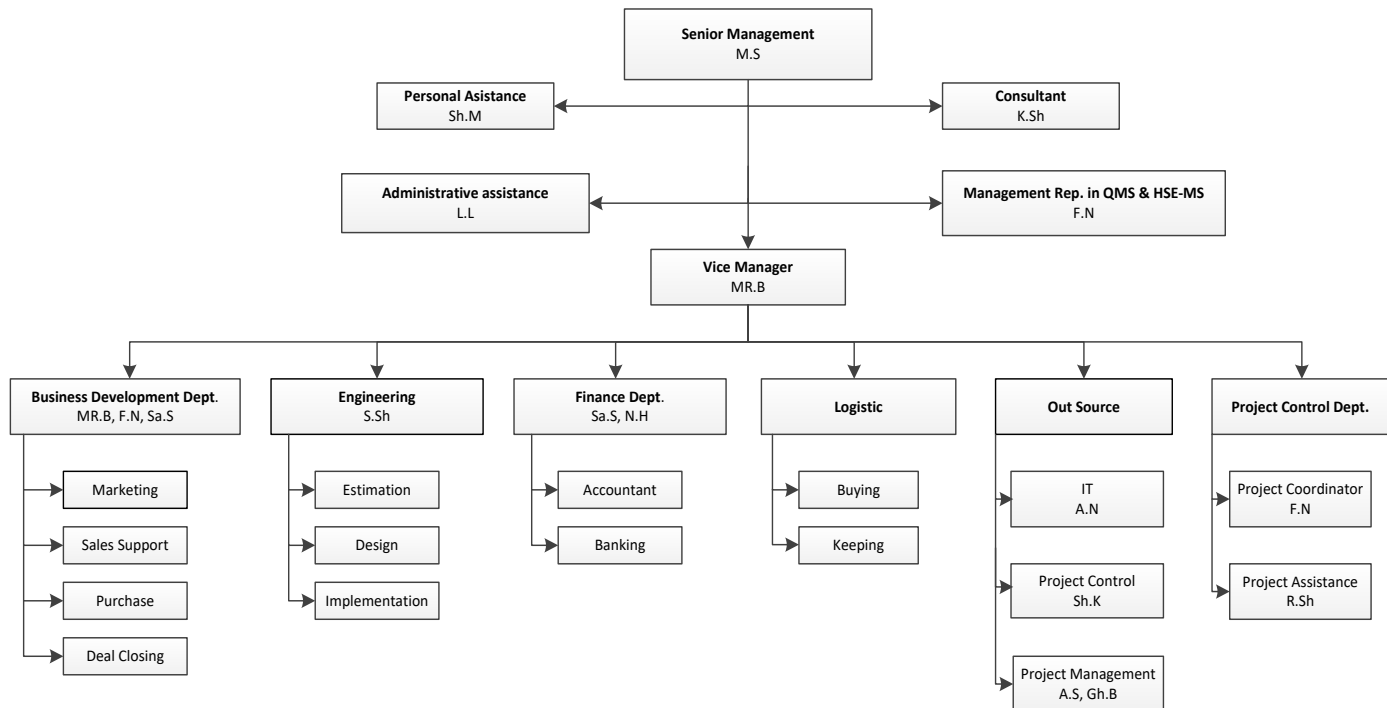 Senior Management
M.S
Personal Asistance
Sh.M
Consultant
K.Sh
Administrative assistance
L.L
Management Rep. in QMS & HSE-MS
F.N
Vice Manager
MR.B
Business Development Dept.
MR.B, F.N, Sa.S
Engineering
S.Sh
Finance Dept.
Sa.S, N.H
Logistic
Out Source
Project Control Dept.
Marketing
Sales Support
Purchase
Deal Closing
Estimation
Design
Implementation
Accountant
Banking
Buying
Keeping
IT
A.N
Project Control
Sh.K
Project Management
A.S, Gh.B
Project Coordinator
F.N
Project Assistance
R.Sh